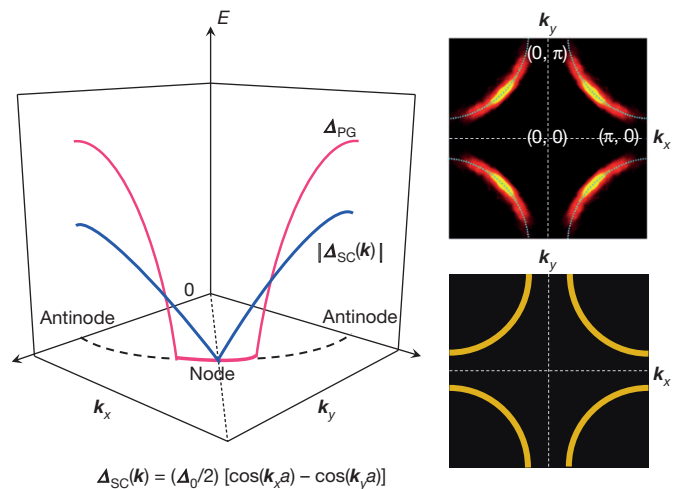 E
Δ_PG
|Δ_SC(k)|
0
Antinode
Antinode
Node
k_x
k_y
Δ_SC(k) = (Δ_0/2) [cos(k_xa) – cos(k_ya)]
k_y
(0, π)
(0, 0)
(π, 0)
k_x
k_y
k_x